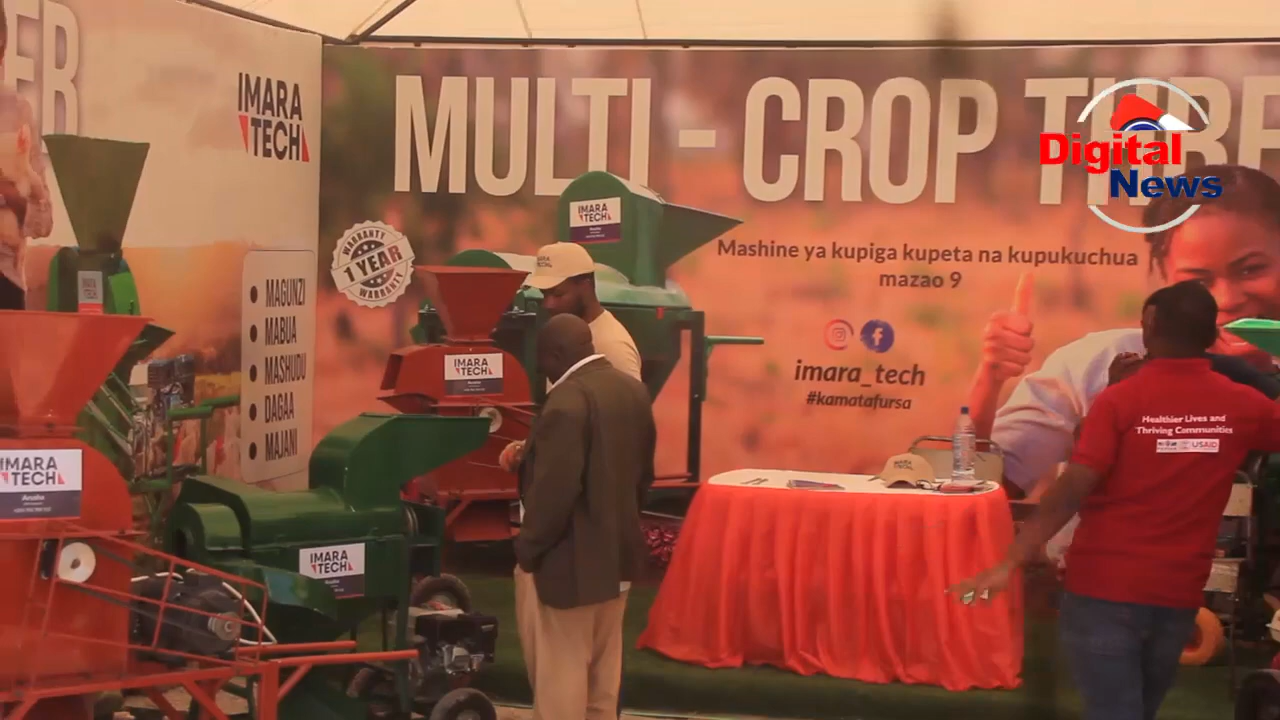 ER
IMARA
TECH
MULTI - CROP
Digital
News
WARRANTY
1 YEAR
WARRANTY
MAGUNZI
MABUA
MASHUDU
DAGAA
MAJANI
Mashine ya kupiga kupeta na kupukuchua
mazao 9
imara_tech
#kamatafursa
IMARA
TECH
IMARA
TECH
IMARA
TECH
IMARA
TECH
Healthier Lives and
Thriving Communities
USAID